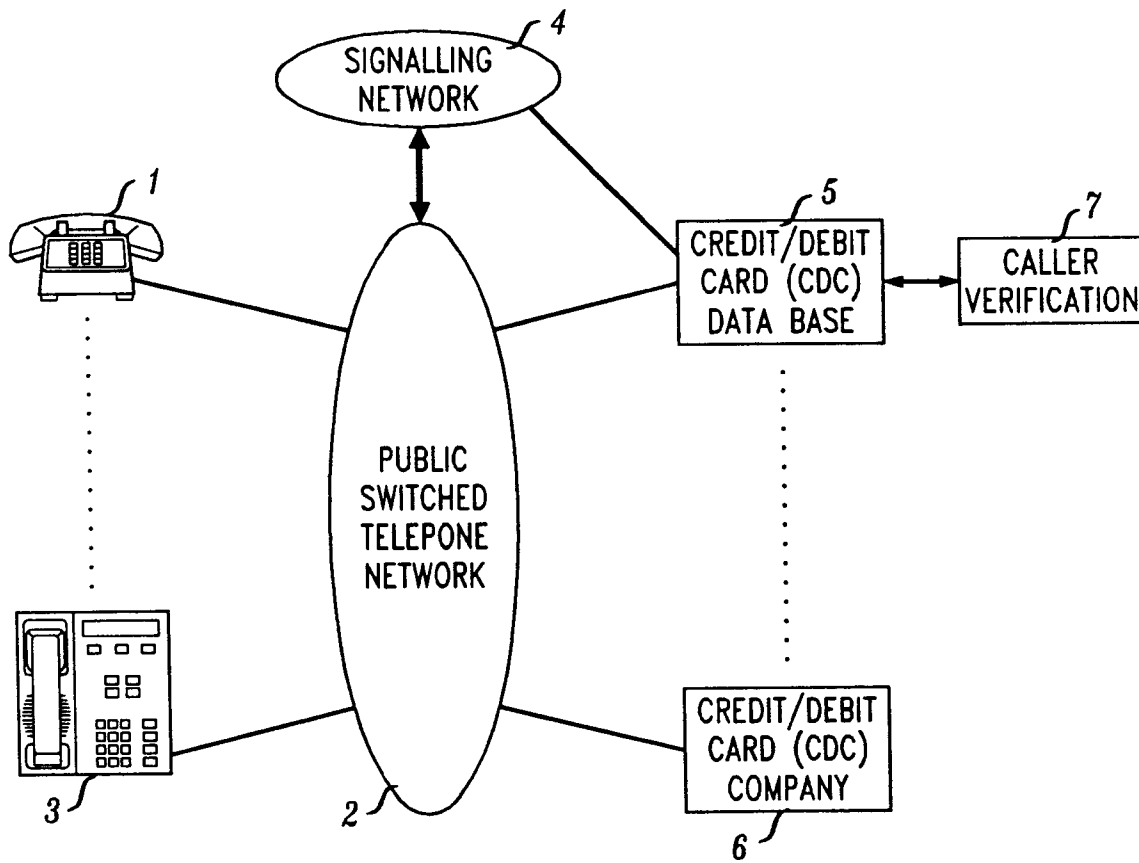 4
SIGNALLING
NETWORK
1
5
CREDIT/DEBIT
CARD (CDC)
DATA BASE
7
CALLER
VERIFICATION
PUBLIC
SWITCHED
TELEPONE
NETWORK
3
2
CREDIT/DEBIT
CARD (CDC)
COMPANY
6